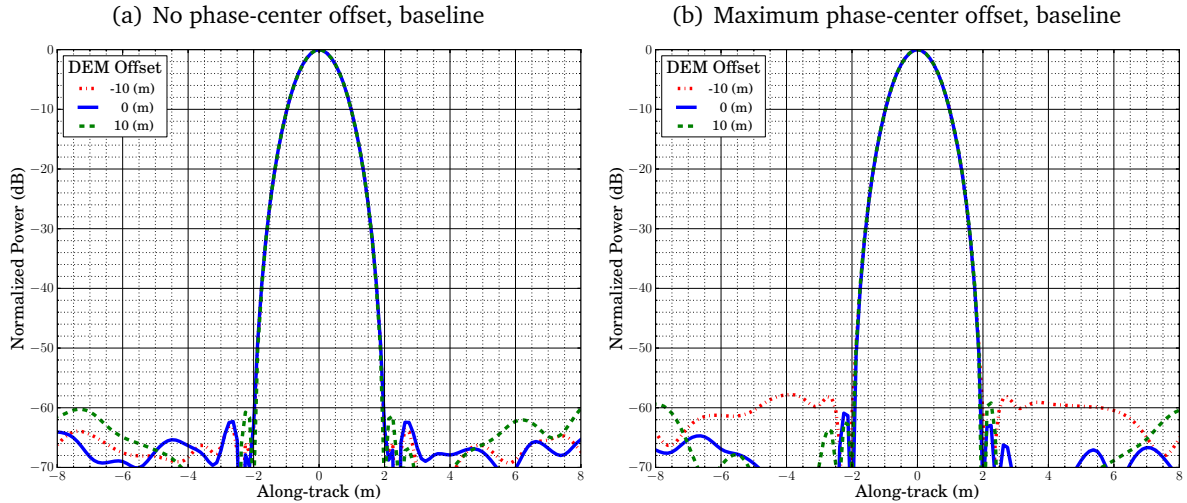 (a) No phase-center offset, baseline
0
−10
−20
−30
−40
−50
−60
−70
Normalized Power (dB)
DEM Offset
-10 (m)
0 (m)
10 (m)
−8 −6 −4 −2 0 2 4 6 8
Along-track (m)
(b) Maximum phase-center offset, baseline
0
−10
−20
−30
−40
−50
−60
−70
Normalized Power (dB)
DEM Offset
-10 (m)
0 (m)
10 (m)
−8 −6 −4 −2 0 2 4 6 8
Along-track (m)